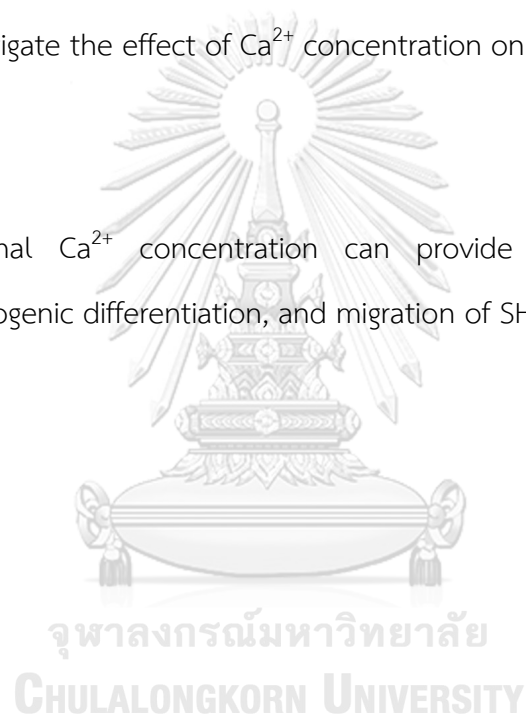 igate the effect of Ca²⁺ concentration on
nal Ca²⁺ concentration can provide
ogenic differentiation, and migration of SH
จุฬาลงกรณ์มหาวิทยาลัย
CHULALONGKORN UNIVERSITY